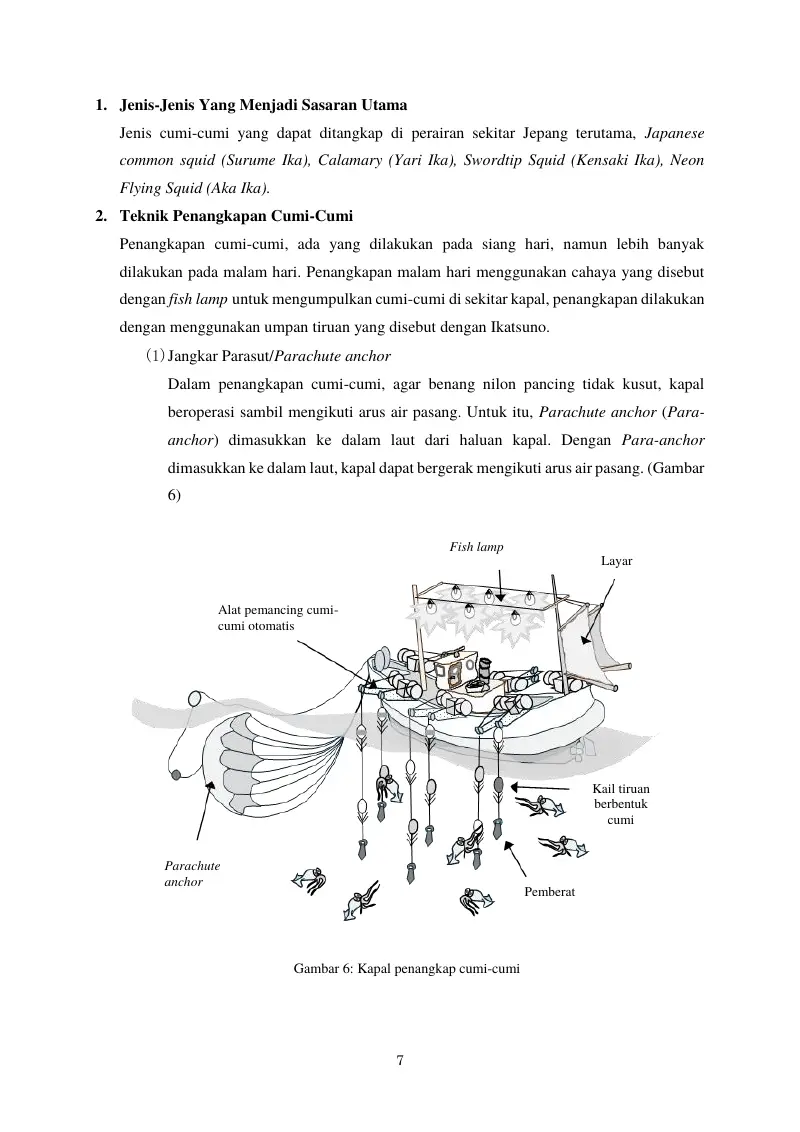 1. Jenis-Jenis Yang Menjadi Sasaran Utama
Jenis cumi-cumi yang dapat ditangkap di perairan sekitar Jepang terutama, Japanese
common squid (Surume Ika), Calamary (Yari Ika), Swordtip Squid (Kensaki Ika), Neon
Flying Squid (Aka Ika).
2. Teknik Penangkapan Cumi-Cumi
Penangkapan cumi-cumi, ada yang dilakukan pada siang hari, namun lebih banyak
dilakukan pada malam hari. Penangkapan malam hari menggunakan cahaya yang disebut
dengan fish lamp untuk mengumpulkan cumi-cumi di sekitar kapal, penangkapan dilakukan
dengan menggunakan umpan tiruan yang disebut dengan Ikatsuno.
(1) Jangkar Parasut/Parachute anchor
Dalam penangkapan cumi-cumi, agar benang nilon pancing tidak kusut, kapal
beroperasi sambil mengikuti arus air pasang. Untuk itu, Parachute anchor (Para-
anchor) dimasukkan ke dalam laut dari haluan kapal. Dengan Para-anchor
dimasukkan ke dalam laut, kapal dapat bergerak mengikuti arus air pasang. (Gambar
6)
Fish lamp
Layar
Alat pemancing cumi-
cumi otomatis
Kail tiruan
berbentuk
cumi
Parachute
anchor
Pemberat
Gambar 6: Kapal penangkap cumi-cumi
7